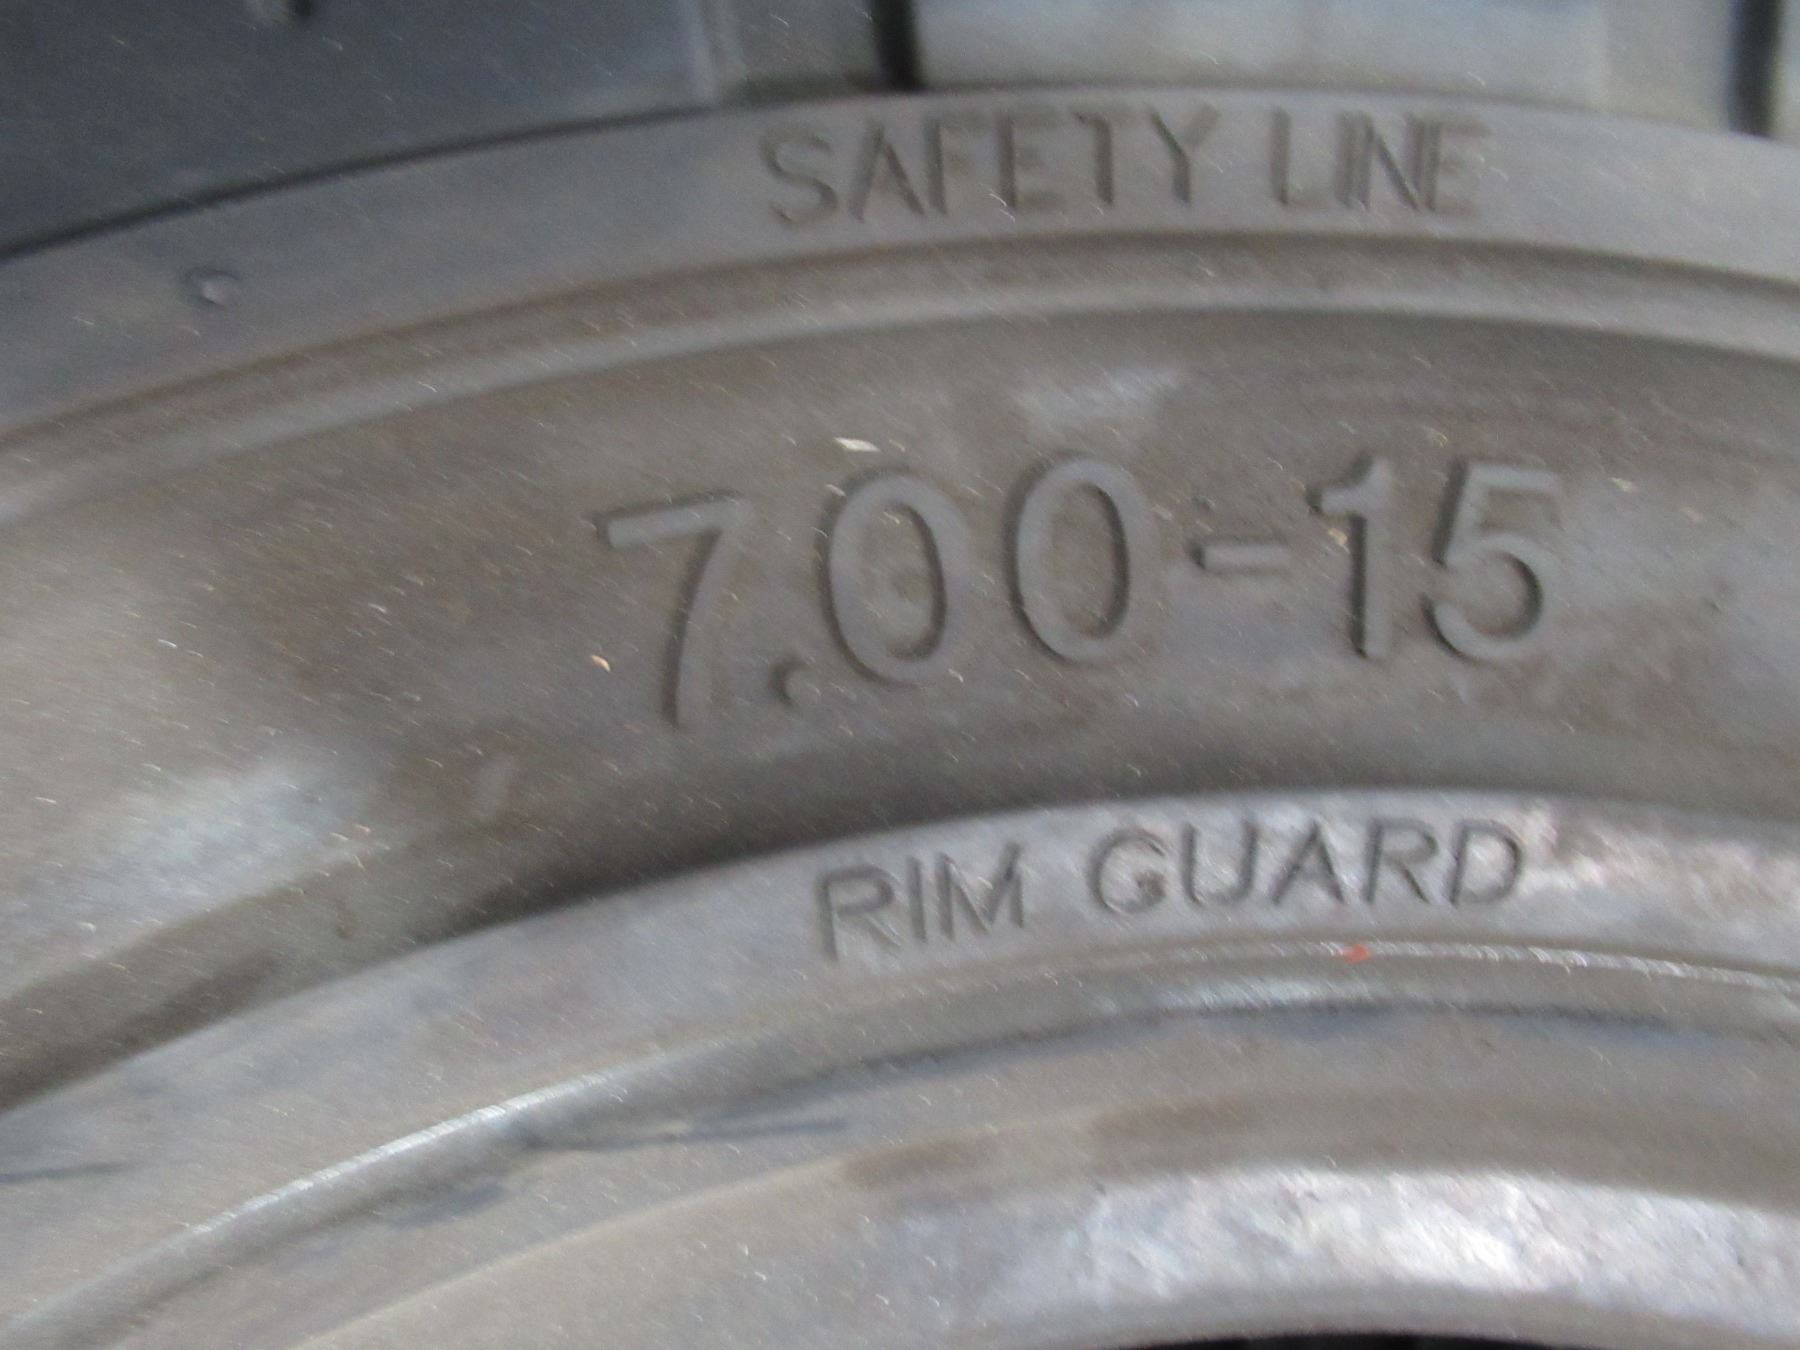 SAFETY LINE
7.00-15
RIM GUARD